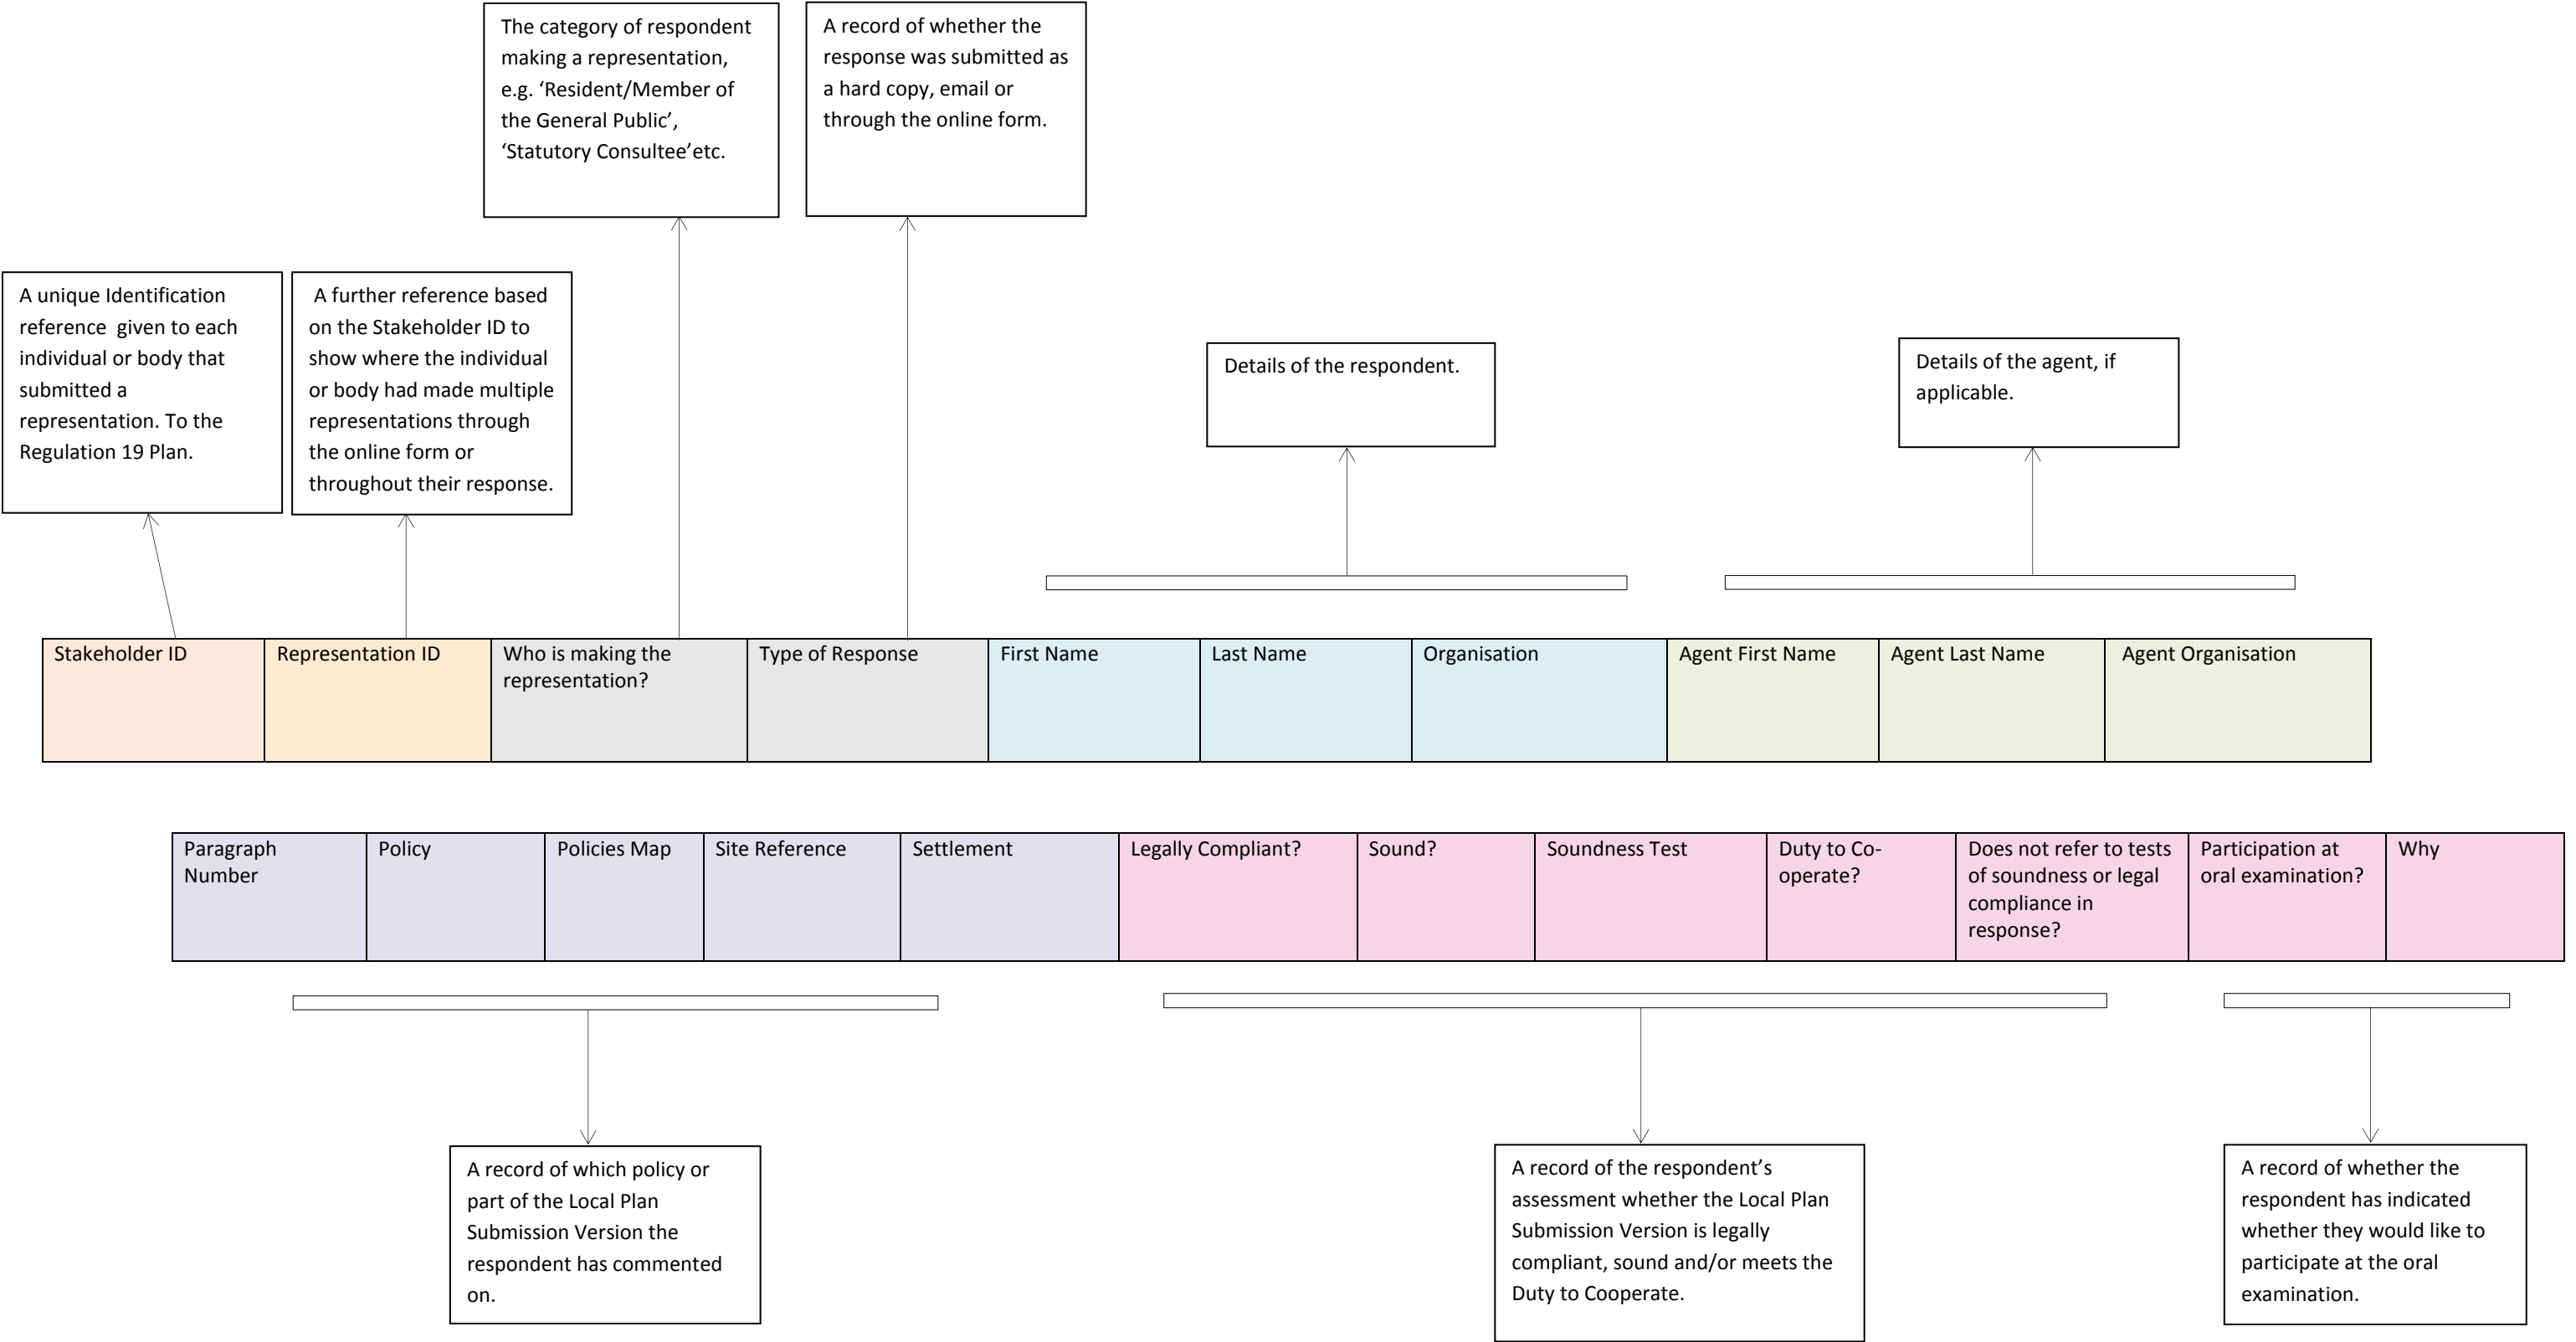 The category of respondent
making a representation,
e.g. ‘Resident/Member of
the General Public’,
‘Statutory Consultee’etc.
A record of whether the
response was submitted as
a hard copy, email or
through the online form.
A unique Identification
reference  given to each
individual or body that
submitted a
representation. To the
Regulation 19 Plan.
A further reference based
on the Stakeholder ID to
show where the individual
or body had made multiple
representations through
the online form or
throughout their response.
Details of the respondent.
Details of the agent, if
applicable.
Stakeholder ID
Representation ID
Who is making the
representation?
Type of Response
First Name
Last Name
Organisation
Agent First Name
Agent Last Name
Agent Organisation
Paragraph
Number
Policy
Policies Map
Site Reference
Settlement
Legally Compliant?
Sound?
Soundness Test
Duty to Co-
operate?
Does not refer to tests
of soundness or legal
compliance in
response?
Participation at
oral examination?
Why
A record of which policy or
part of the Local Plan
Submission Version the
respondent has commented
on.
A record of the respondent’s
assessment whether the Local Plan
Submission Version is legally
compliant, sound and/or meets the
Duty to Cooperate.
A record of whether the
respondent has indicated
whether they would like to
participate at the oral
examination.